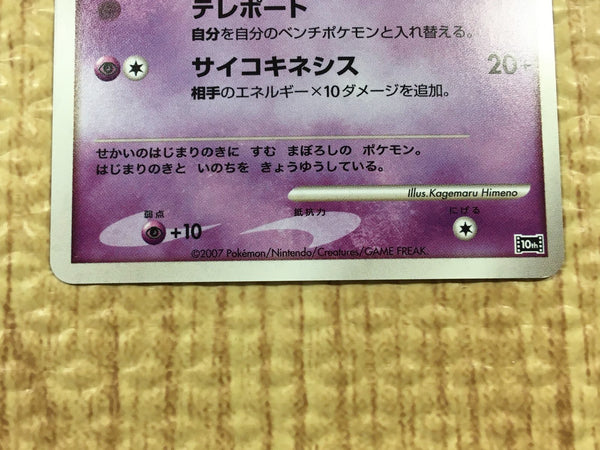 テレポート
自分を自分のベンチポケモンと入れ替える。
サイコキネシス 20+
相手のエネルギー×10ダメージを追加。
せかいのはじまりのきに すむ まぼろしの ポケモン。
はじまりのきと いのちを きょうゆうしている。
Illus.Kagemaru Himeno
弱点 抵抗力 にげる
+10
10th
©2007 Pokémon/Nintendo/Creatures/GAME FREAK.